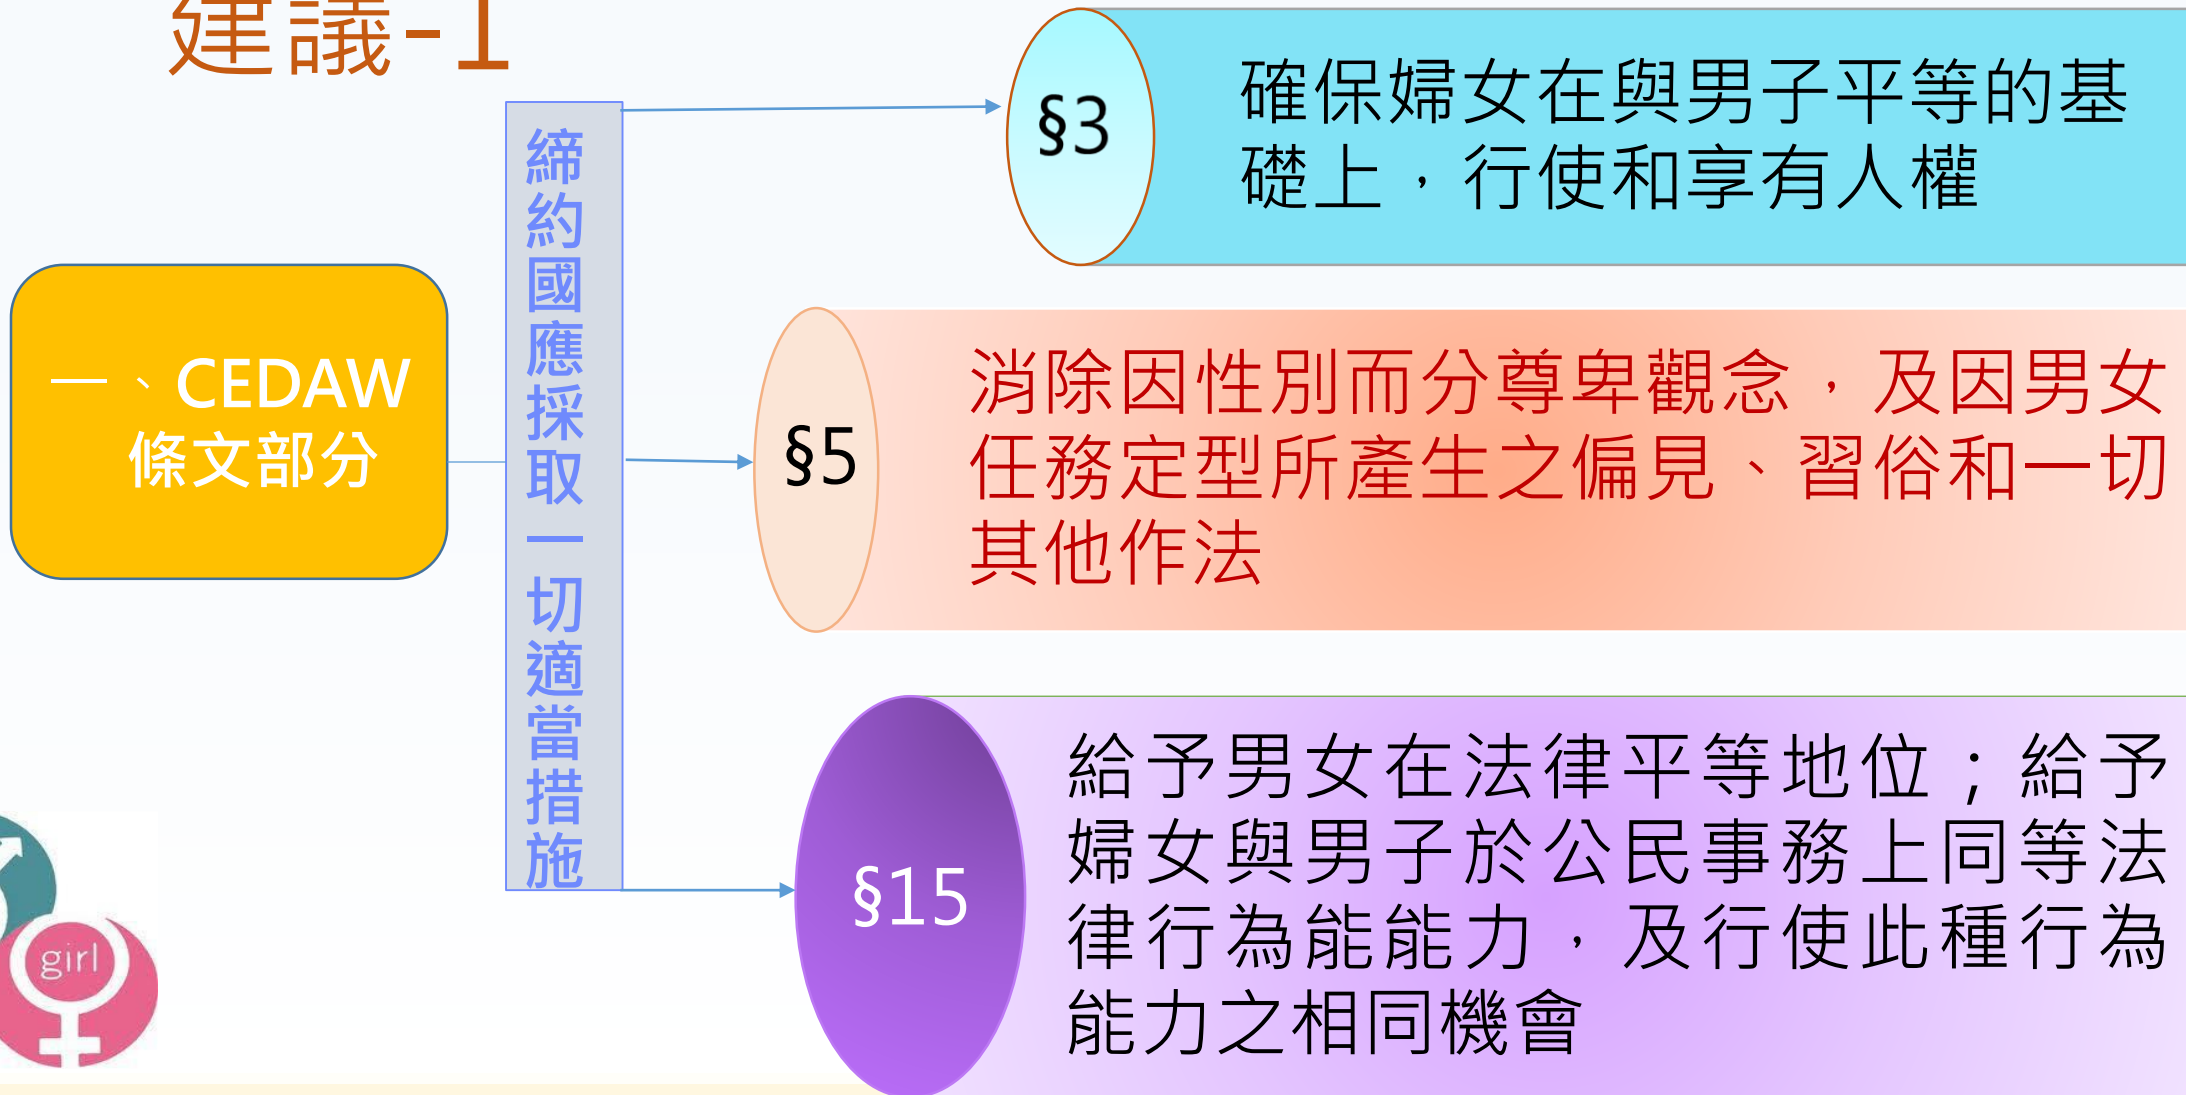 建議-1
一、CEDAW
條文部分
締約國應採取一切適當措施
§3
確保婦女在與男子平等的基
礎上，行使和享有人權
§5
消除因性別而分尊卑觀念，及因男女
任務定型所產生之偏見、習俗和一切
其他作法
§15
給予男女在法律平等地位；給予
婦女與男子於公民事務上同等法
律行為能能力，及行使此種行為
能力之相同機會
girl